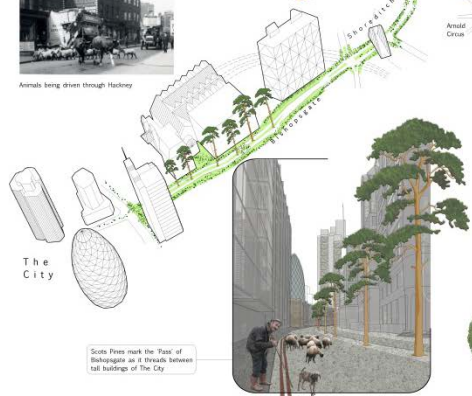 Animals being driven through Hackney
Shoreditch
Arnold
Circus
Bishopsgate
The
City
Scots Pines mark the 'Pass' of
Bishopsgate as it threads between
tall buildings of The City